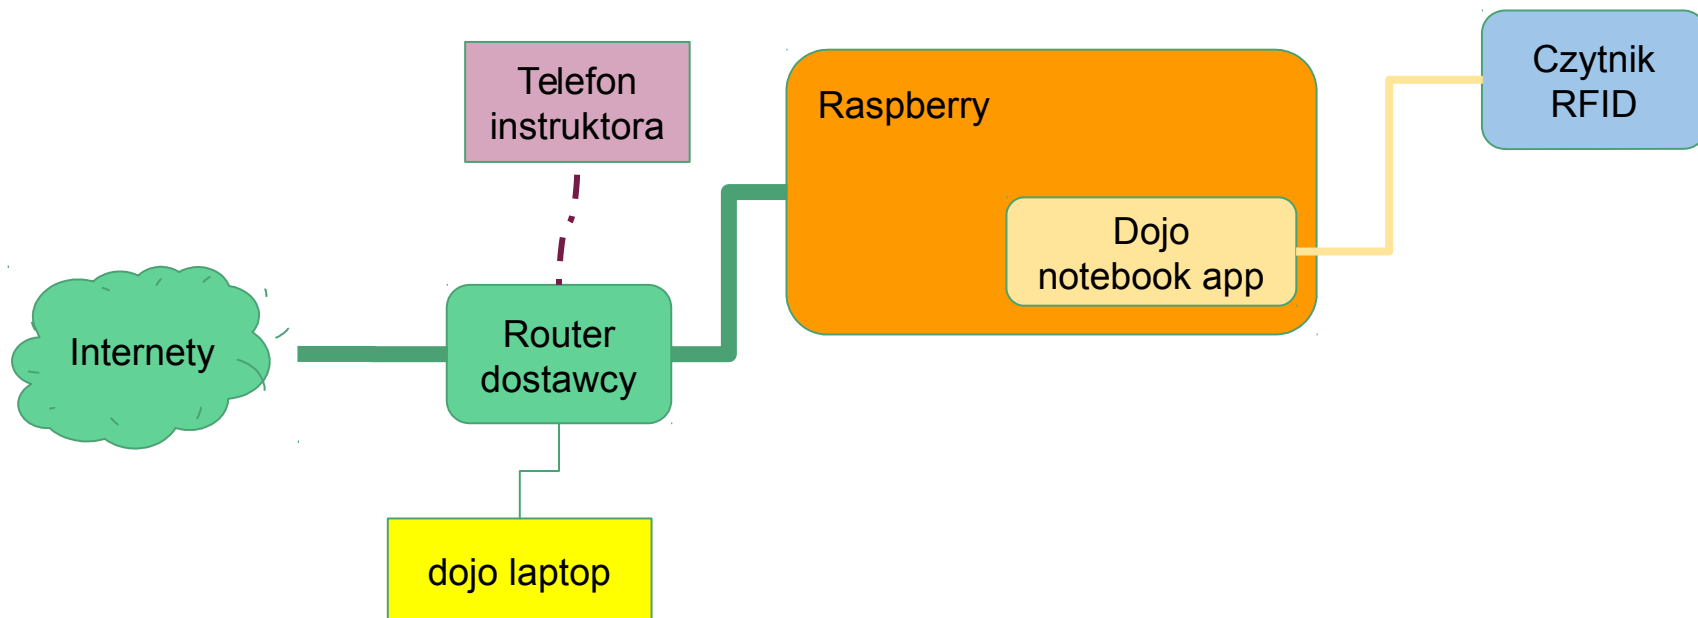 Telefon
instruktora
Raspberry
Czytnik
RFID
Dojo
notebook app
Internety
Router
dostawcy
dojo laptop